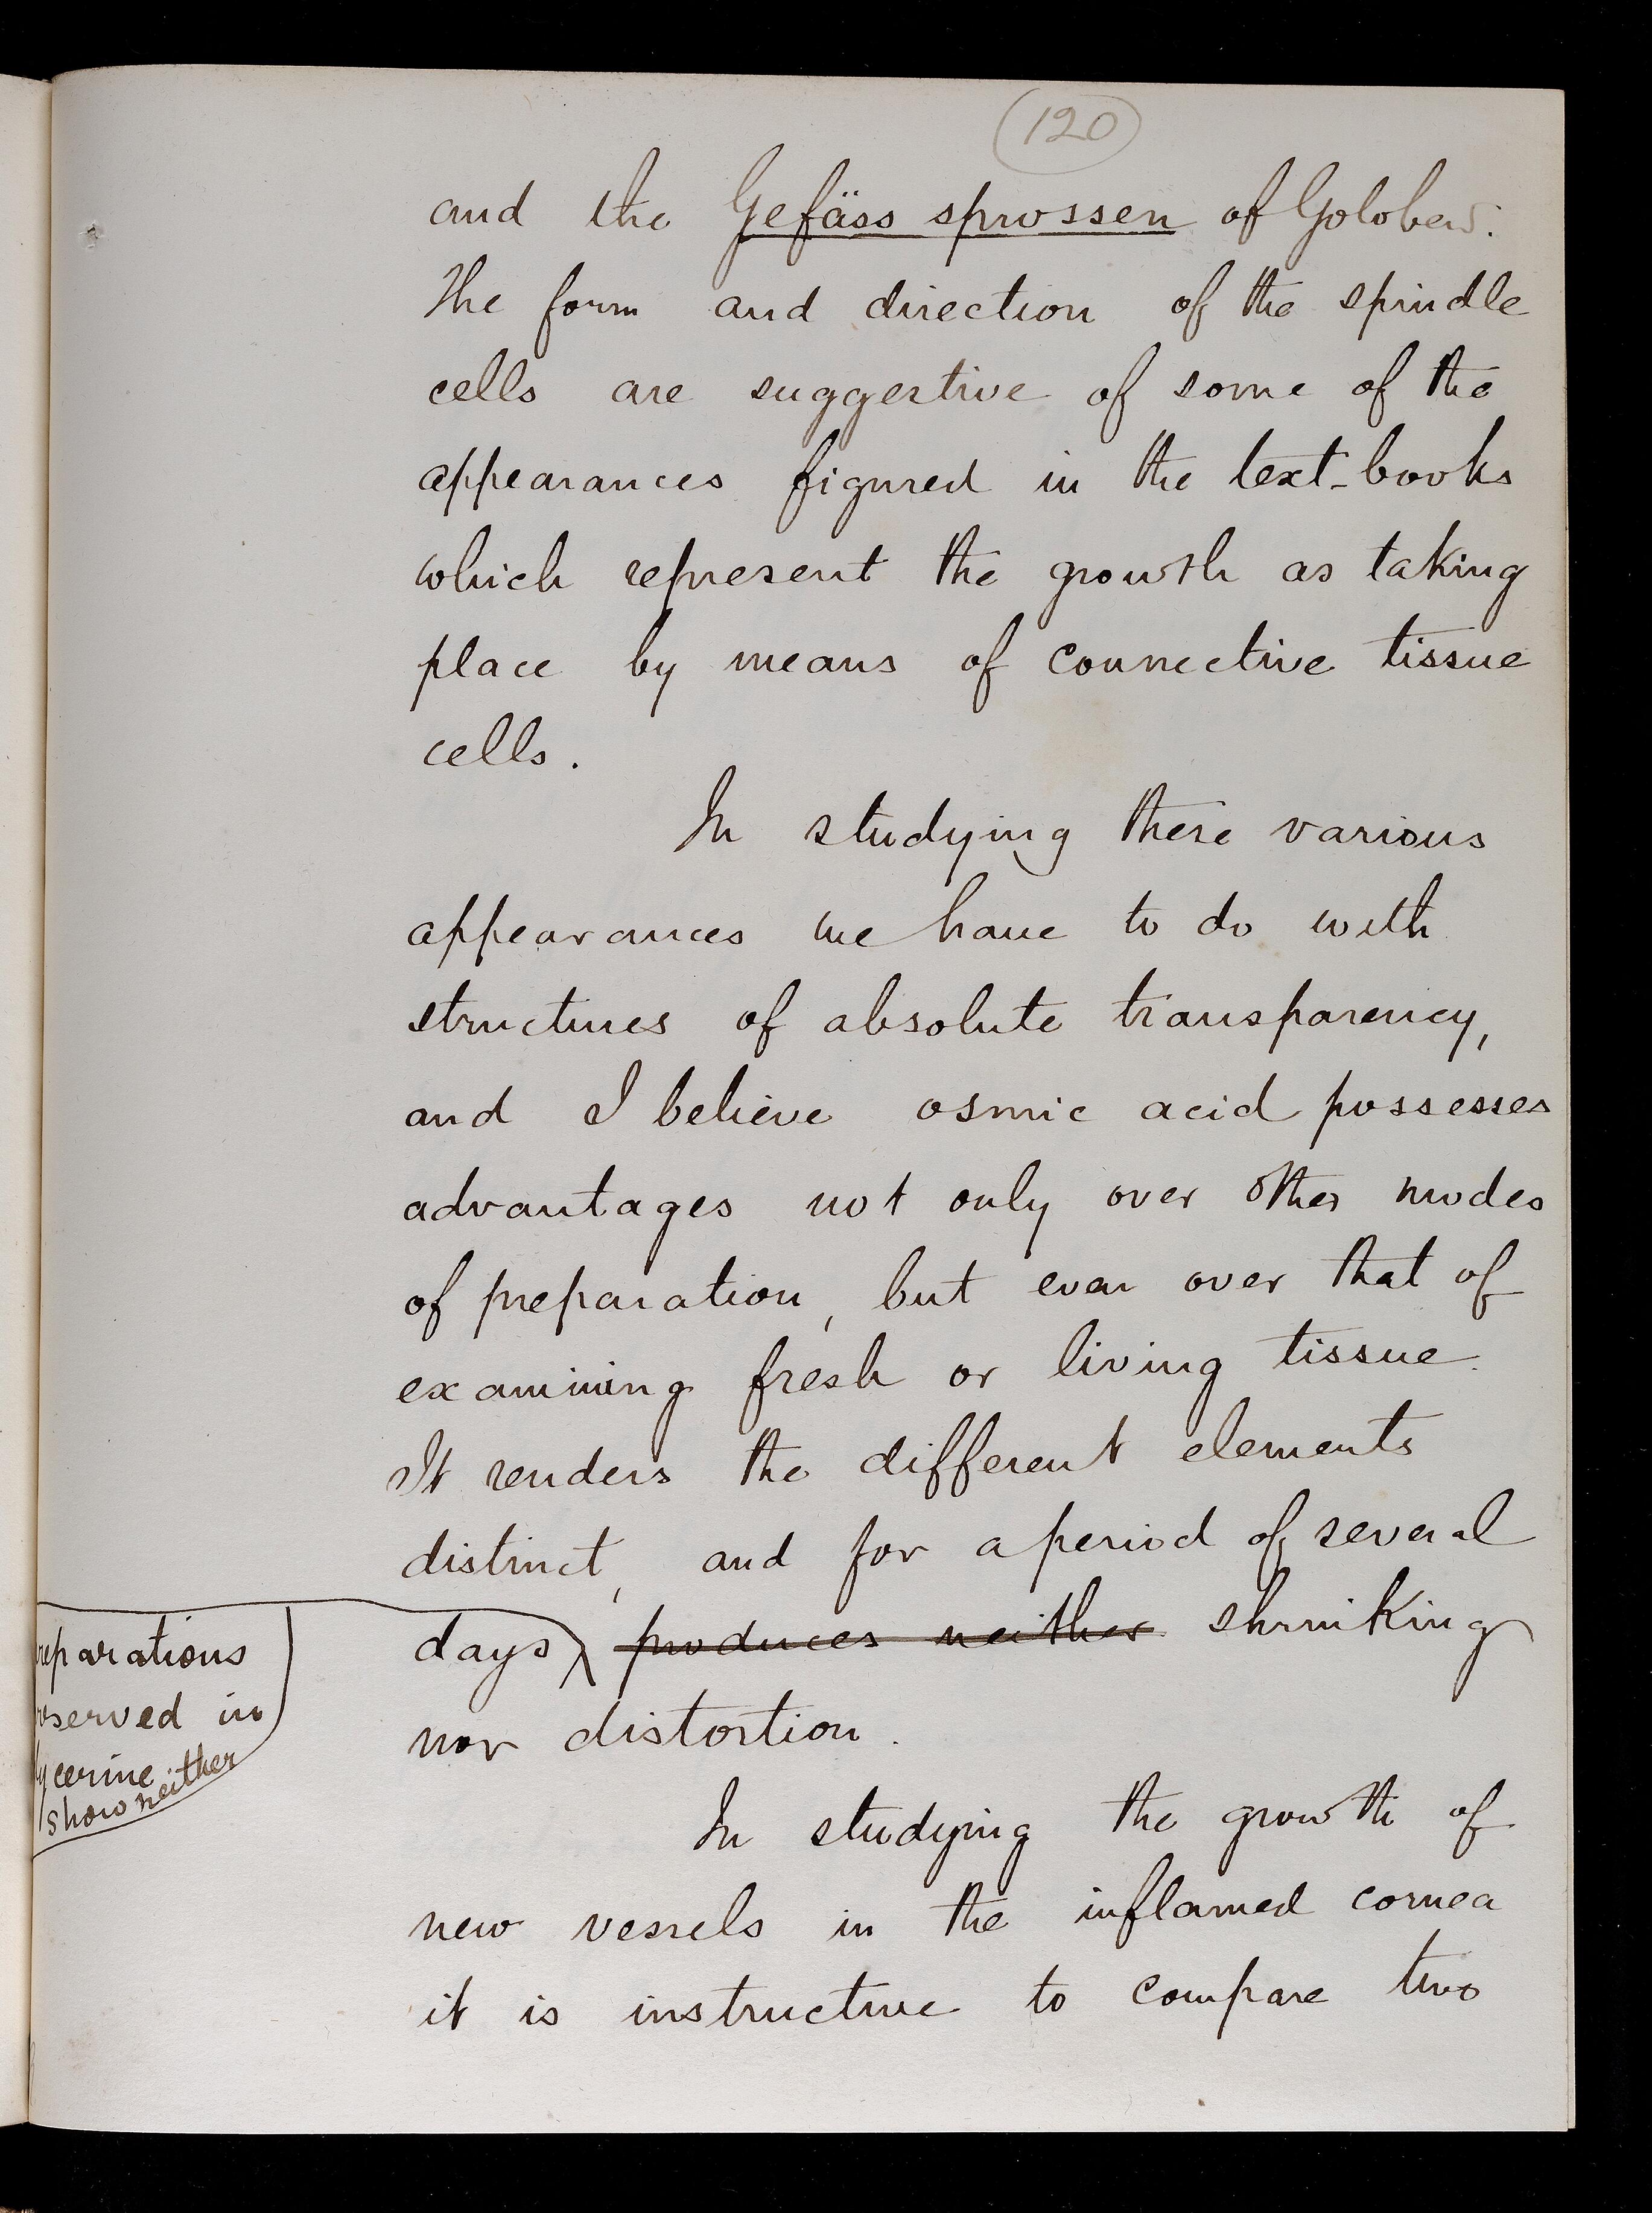 120
and the Gefäss sprossen of Golobew.
The form and direction of the spindle
cells are suggestive of some of the
appearances figured in the text-books
which represent the growth as taking
place by means of connective tissue
cells.
In studying these various
appearances we have to do with
structures of absolute transparency,
and I believe osmic acid possesses
advantages not only over other modes
of preparation, but even over that of
examining fresh or living tissue.
It renders the different elements
distinct, and for a period of several
days produces neither shrinking
reparations
served in
ycerine
show neither
nor distortion.
In studying the growth of
new vessels in the inflamed cornea
it is instructive to compare two